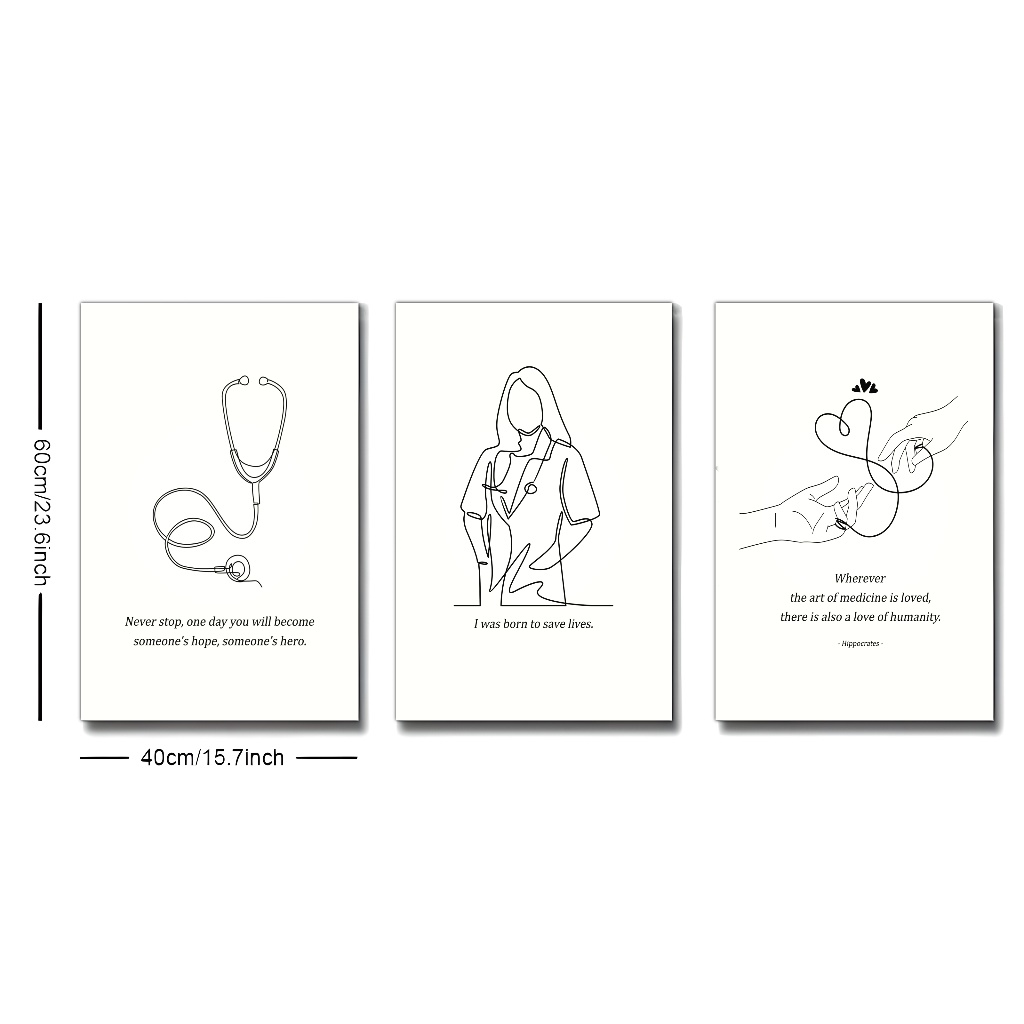 60cm/23.6inch
Never stop, one day you will become
someone's hope, someone's hero.
I was born to save lives.
Wherever
the art of medicine is loved,
there is also a love of humanity.
- Hippocrates -
40cm/15.7inch